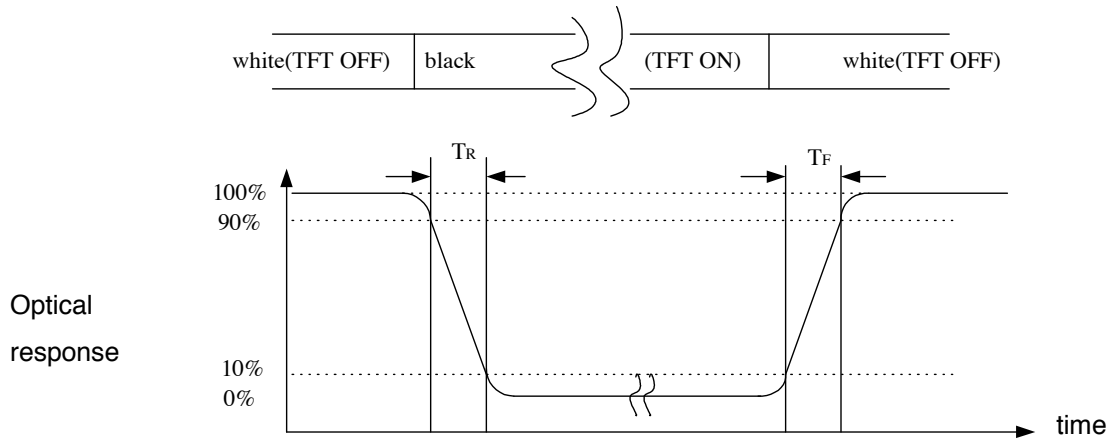 white(TFT OFF) black (TFT ON) white(TFT OFF)
TR TF
100%
90%
Optical
response
10%
0%
time